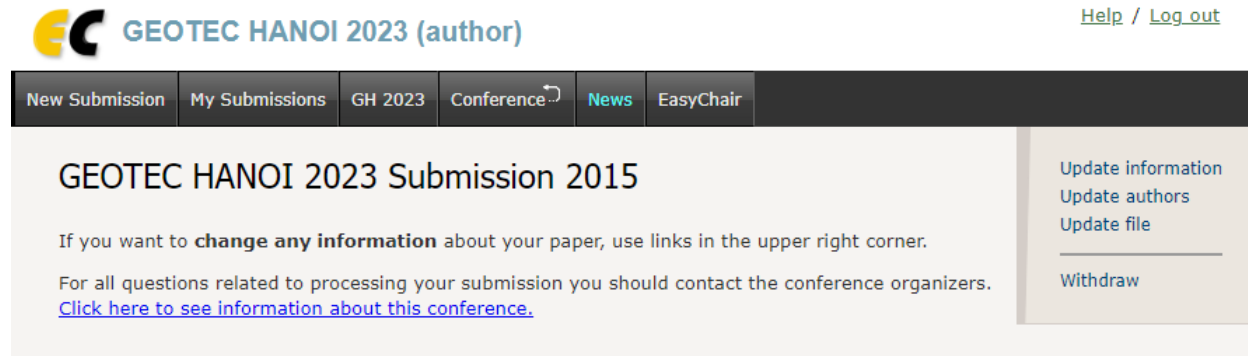 EC GEOTEC HANOI 2023 (author)
Help / Log out
New Submission My Submissions GH 2023 Conference News EasyChair
GEOTEC HANOI 2023 Submission 2015
If you want to change any information about your paper, use links in the upper right corner.
For all questions related to processing your submission you should contact the conference organizers.
Click here to see information about this conference.
Update information
Update authors
Update file
Withdraw